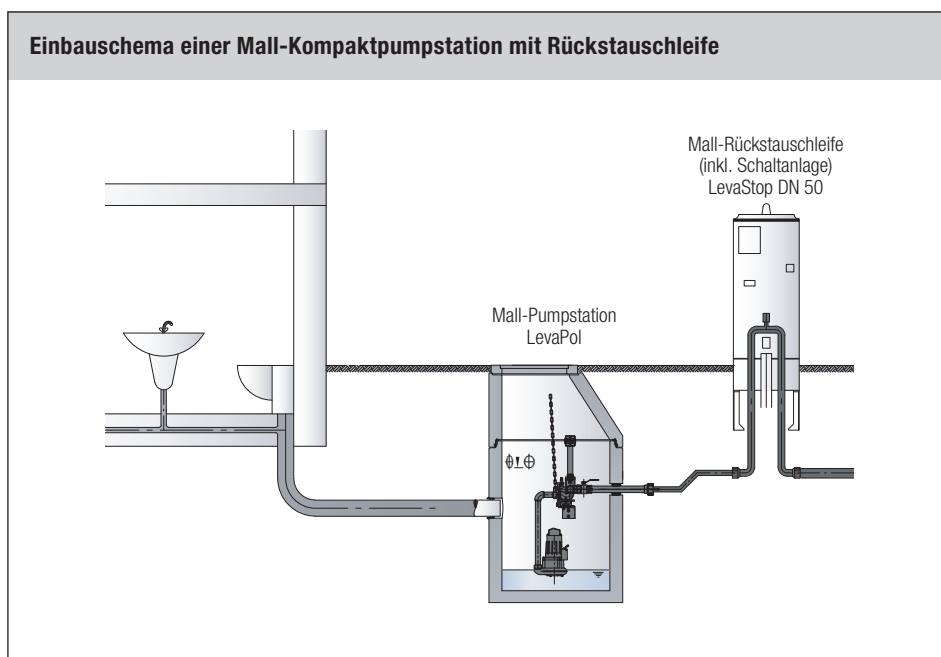 Einbauschema einer Mall-Kompaktpumpstation mit Rückstauschleife
Mall-Rückstauschleife
(inkl. Schaltanlage)
LevaStop DN 50
Mall-Pumpstation
LevaPol